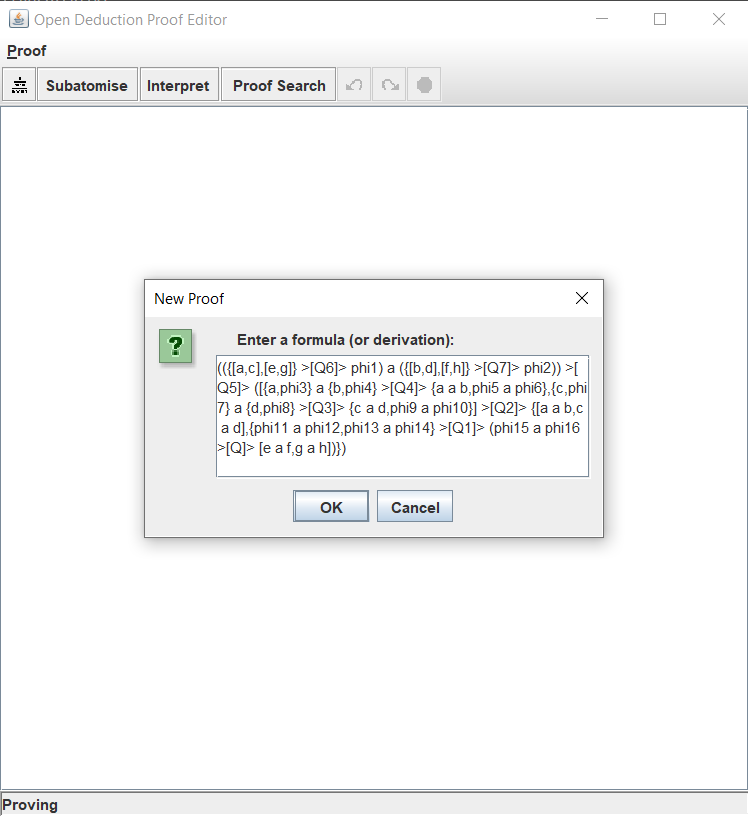 Open Deduction Proof Editor
Proof
Subatomise Interpret Proof Search
New Proof
Enter a formula (or derivation):
(({[a,c],[e,g]} >[Q6]> phi1) a ({[b,d],[f,h]} >[Q7]> phi2)) >[
Q5]> ([{a,phi3} a {b,phi4} >[Q4]> {a a b,phi5 a phi6},{c,phi
7} a {d,phi8} >[Q3]> {c a d,phi9 a phi10}] >[Q2]> {[a a b,c
a d],{phi11 a phi12,phi13 a phi14} >[Q1]> (phi15 a phi16
>[Q]> [e a f,g a h])})
OK Cancel
Proving